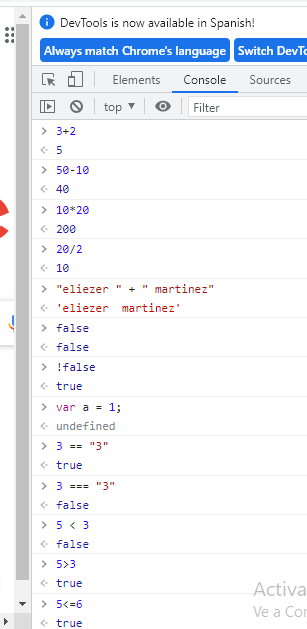 DevTools is now available in Spanish!
Always match Chrome's language Switch DevTo
Elements Console Sources
top ▼ Filter
> 3+2
<· 5
> 50-10
<· 40
> 10*20
<· 200
> 20/2
<· 10
> "eliezer " + " martinez"
<· 'eliezer  martinez'
> false
<· false
> !false
<· true
> var a = 1;
<· undefined
> 3 == "3"
<· true
> 3 === "3"
<· false
> 5 < 3
<· false
> 5>3
<· true
> 5<=6
<· true
Activa
Ve a Co